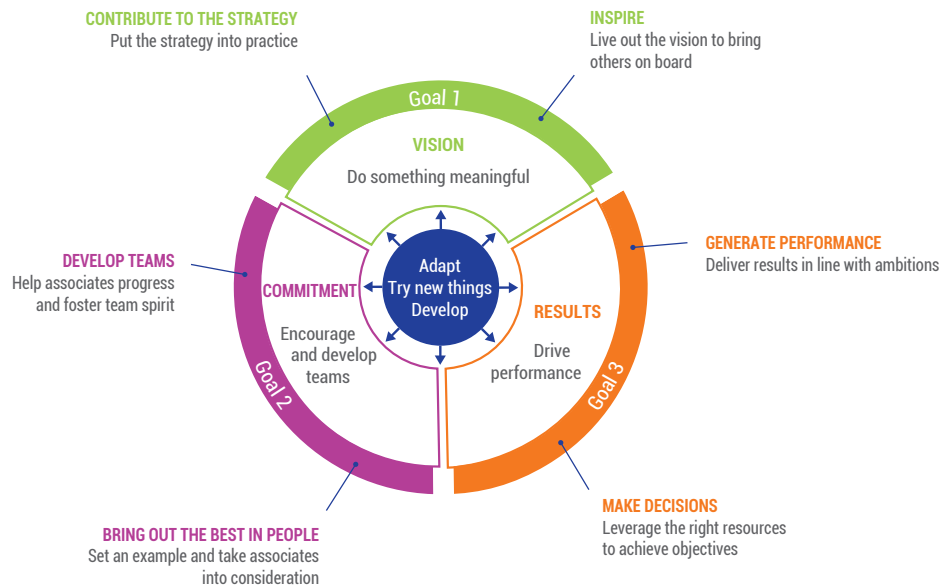 CONTRIBUTE TO THE STRATEGY
Put the strategy into practice
INSPIRE
Live out the vision to bring
others on board
Goal 1
VISION
Do something meaningful
DEVELOP TEAMS
Help associates progress
and foster team spirit
COMMITMENT
Encourage
and develop
teams
Goal 2
Adapt
Try new things
Develop
RESULTS
Drive
performance
Goal 3
GENERATE PERFORMANCE
Deliver results in line with ambitions
BRING OUT THE BEST IN PEOPLE
Set an example and take associates
into consideration
MAKE DECISIONS
Leverage the right resources
to achieve objectives